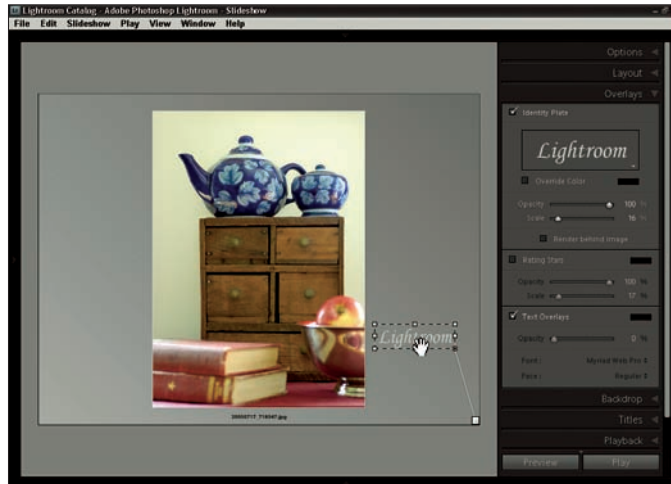 Lightroom Catalog - Adobe Photoshop Lightroom - Slideshow
File Edit Slideshow Play View Window Help
Options
Layout
Overlays
Identity Plate
Lightroom
Override Color
Opacity 100 %
Scale 16 %
Render behind image
Rating Stars
Opacity 100 %
Scale 17 %
Text Overlays
Opacity 0 %
Font: Myriad Web Pro
Face: Regular
Backdrop
Titles
Playback
Preview Play
Lightroom